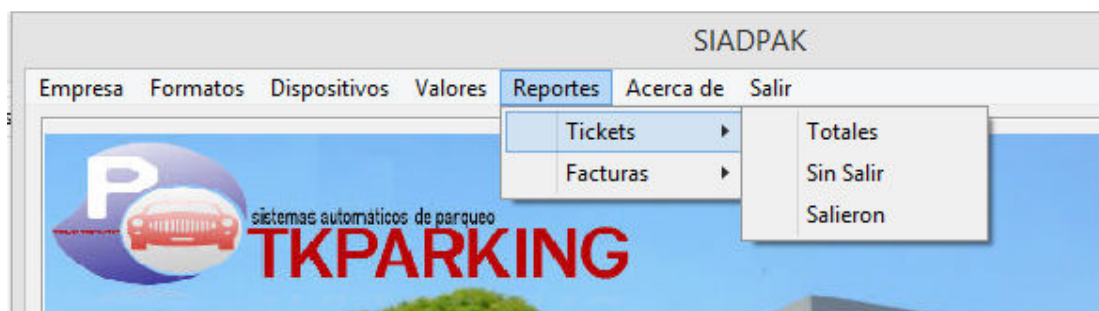 SIADPAK
Empresa Formatos Dispositivos Valores Reportes Acerca de Salir
Tickets
Facturas
Totales
Sin Salir
Salieron
P
sistemas automáticos de parqueo
TKPARKING